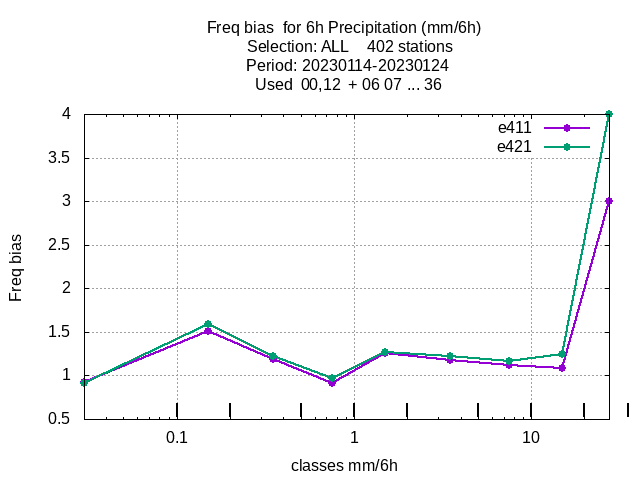 Freq bias  for 6h Precipitation (mm/6h)
Selection: ALL    402 stations
Period: 20230114-20230124
Used  00,12  + 06 07 ... 36
4
e411
e421
3.5
3
2.5
Freq bias
2
1.5
1
0.5
0.1
1
10
classes mm/6h